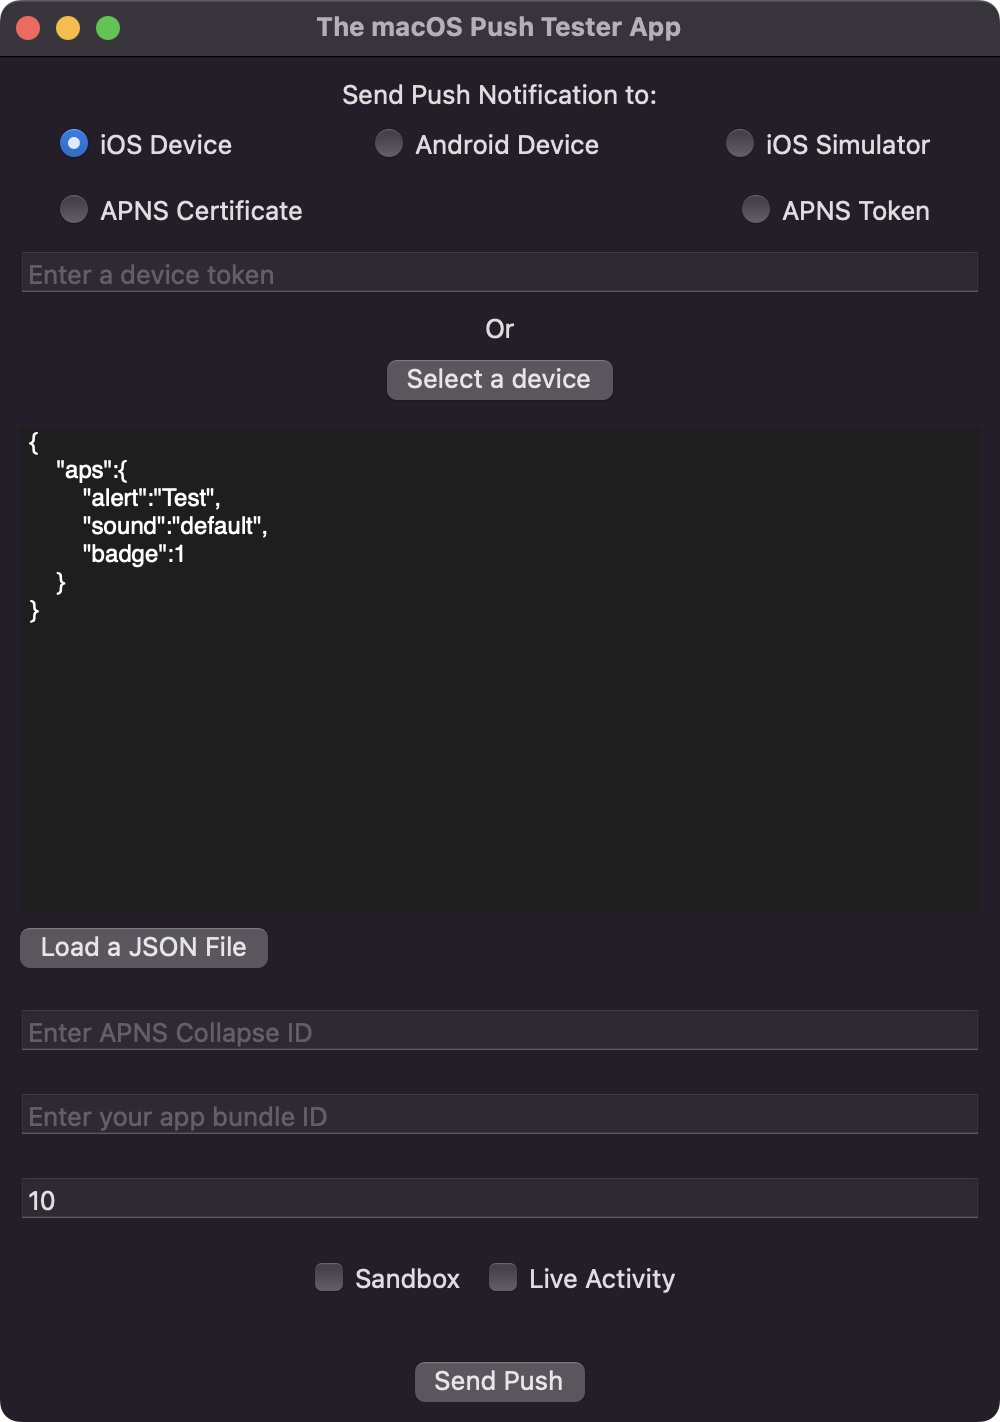 The macOS Push Tester App
Send Push Notification to:
iOS Device Android Device iOS Simulator
APNS Certificate APNS Token
Enter a device token
Or
Select a device
{
"aps":{
"alert":"Test",
"sound":"default",
"badge":1
}
}
Load a JSON File
Enter APNS Collapse ID
Enter your app bundle ID
10
Sandbox Live Activity
Send Push